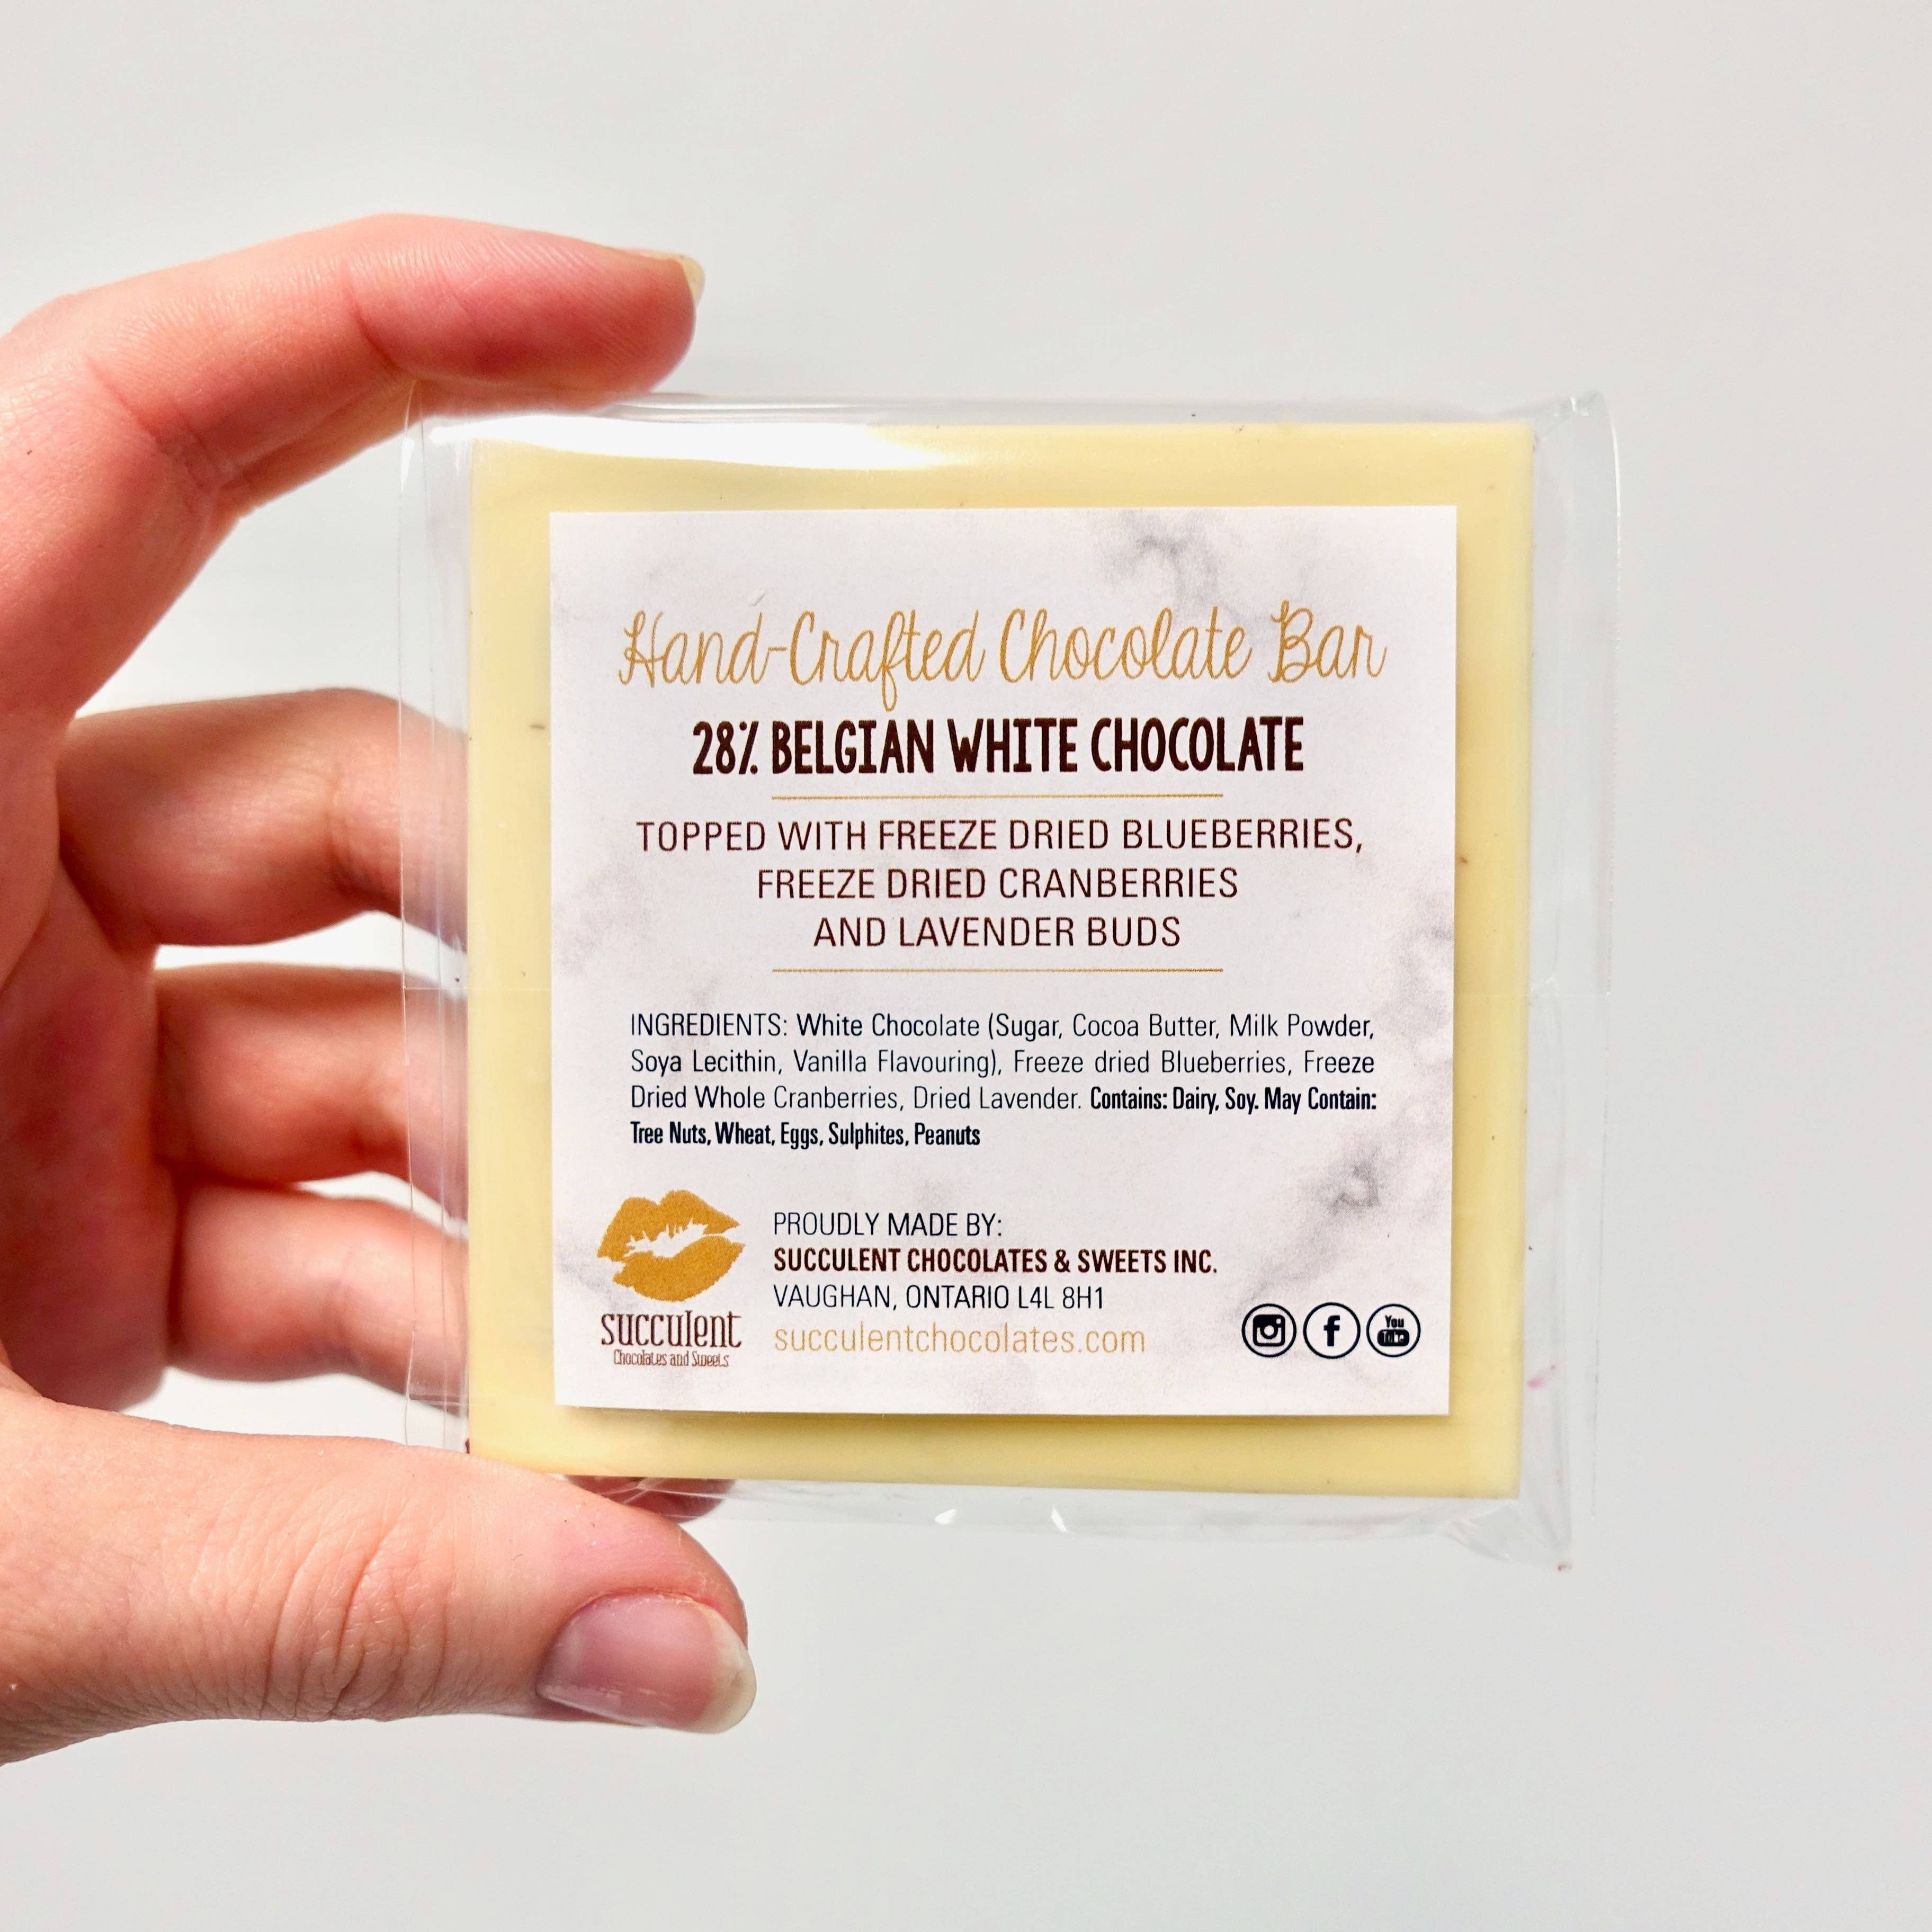 Hand-Crafted Chocolate Bar
28% BELGIAN WHITE CHOCOLATE
TOPPED WITH FREEZE DRIED BLUEBERRIES,
FREEZE DRIED CRANBERRIES
AND LAVENDER BUDS
INGREDIENTS: White Chocolate (Sugar, Cocoa Butter, Milk Powder,
Soya Lecithin, Vanilla Flavouring), Freeze dried Blueberries, Freeze
Dried Whole Cranberries, Dried Lavender. Contains: Dairy, Soy. May Contain:
Tree Nuts, Wheat, Eggs, Sulphites, Peanuts
succulent
Chocolates and Sweets
PROUDLY MADE BY:
SUCCULENT CHOCOLATES & SWEETS INC.
VAUGHAN, ONTARIO L4L 8H1
succulentchocolates.com
You
Tube